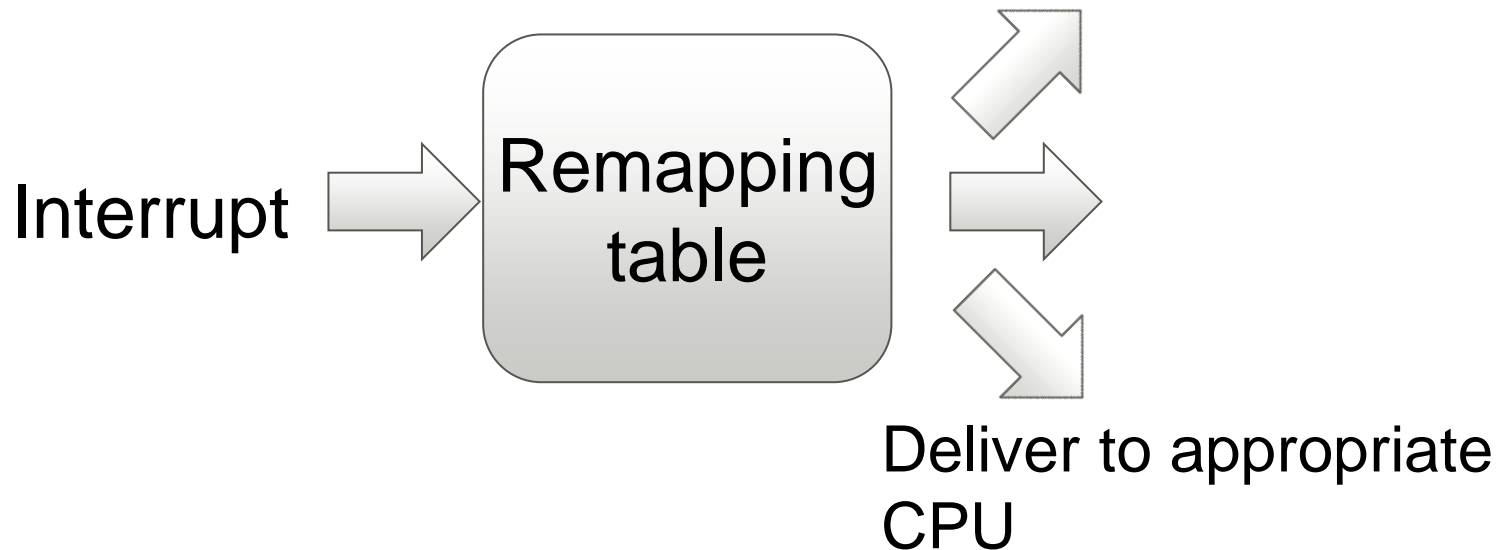 Interrupt
Remapping
table
Deliver to appropriate
CPU